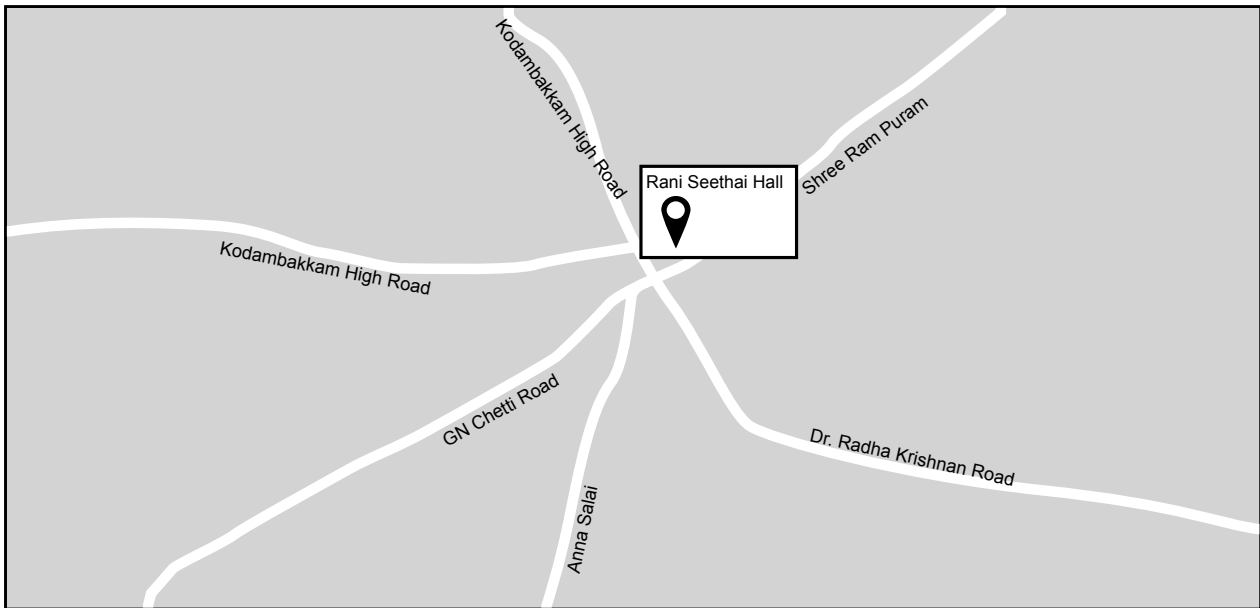 Kodambakkam High Road
Shree Ram Puram
Rani Seethai Hall
Kodambakkam High Road
GN Chetti Road
Dr. Radha Krishnan Road
Anna Salai